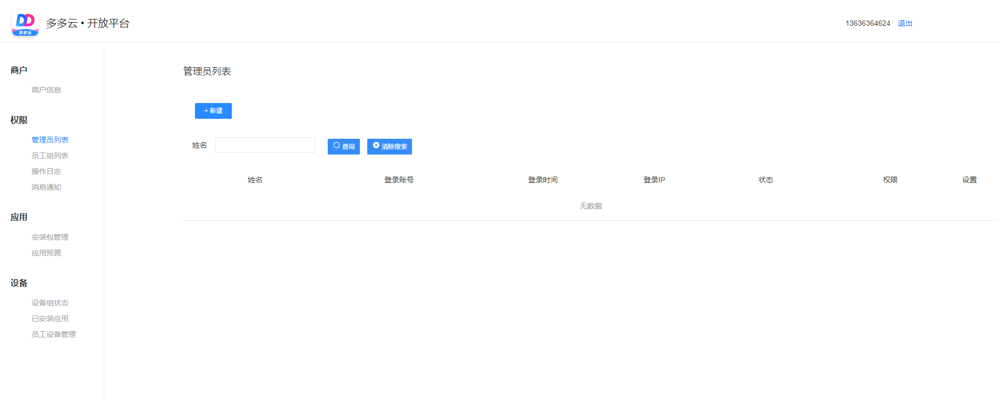 DD
多多云
多多云 • 开放平台
13636364624 退出
商户
商户信息
权限
管理员列表
员工组列表
操作日志
消息通知
应用
安装包管理
应用预置
设备
设备组状态
已安装应用
员工设备管理
管理员列表
+ 新建
姓名 查询 清除搜索
姓名 登录账号 登录时间 登录IP 状态 权限 设置
无数据